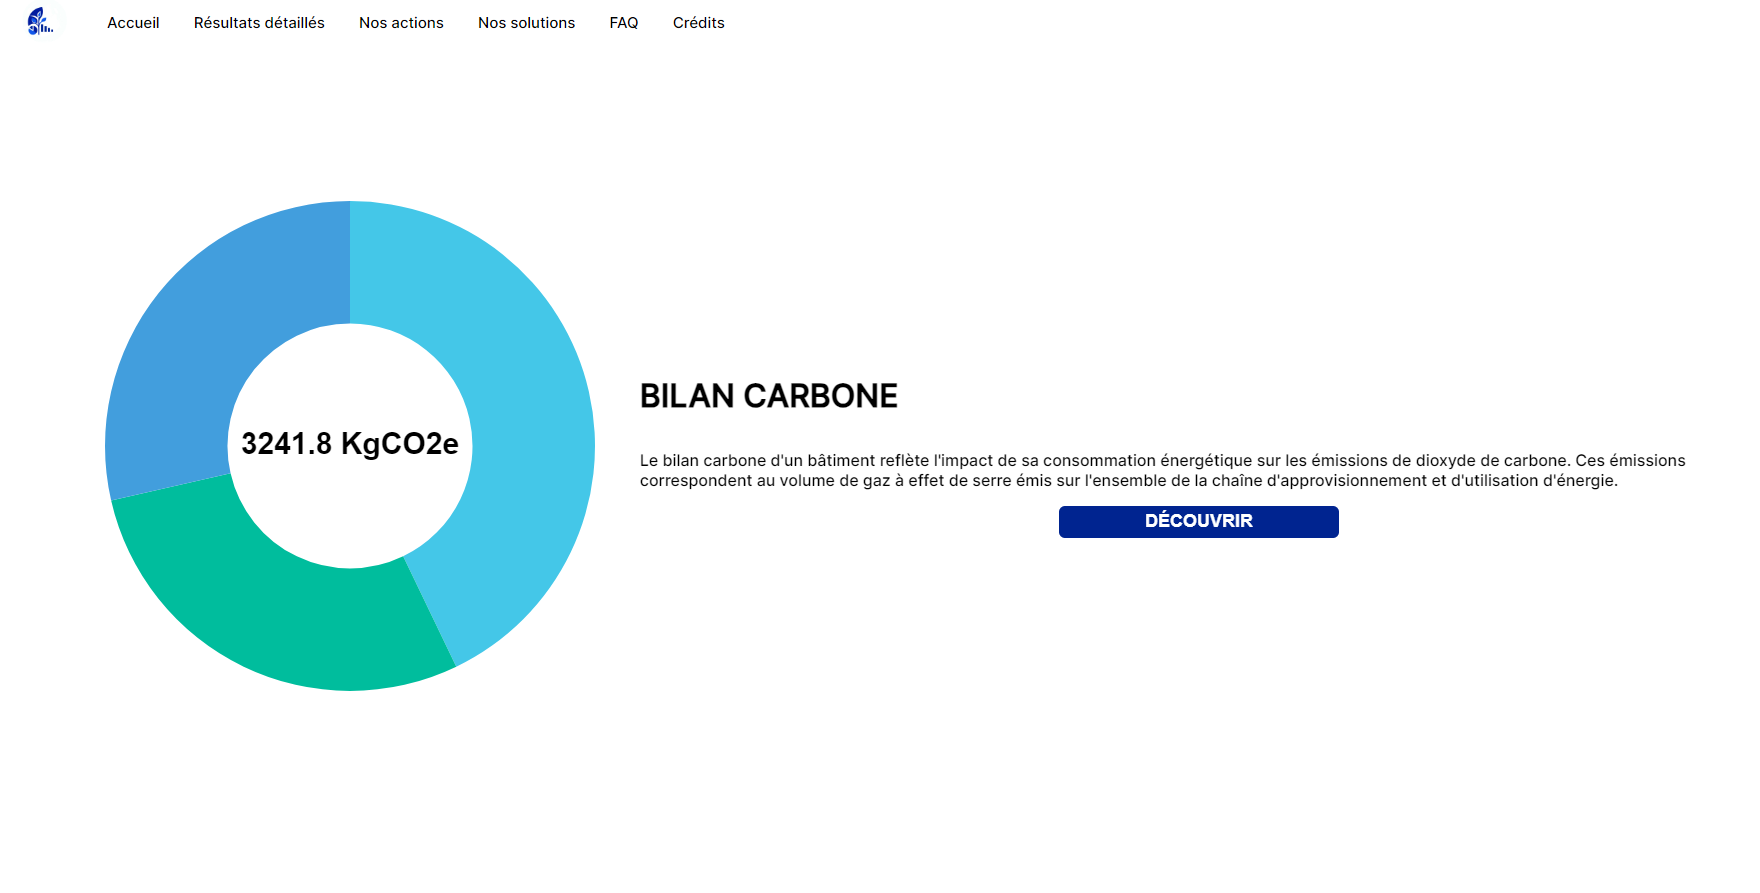 Accueil Résultats détaillés Nos actions Nos solutions FAQ Crédits
3241.8 KgCO2e
BILAN CARBONE
Le bilan carbone d'un bâtiment reflète l'impact de sa consommation énergétique sur les émissions de dioxyde de carbone. Ces émissions
correspondent au volume de gaz à effet de serre émis sur l'ensemble de la chaîne d'approvisionnement et d'utilisation d'énergie.
DÉCOUVRIR